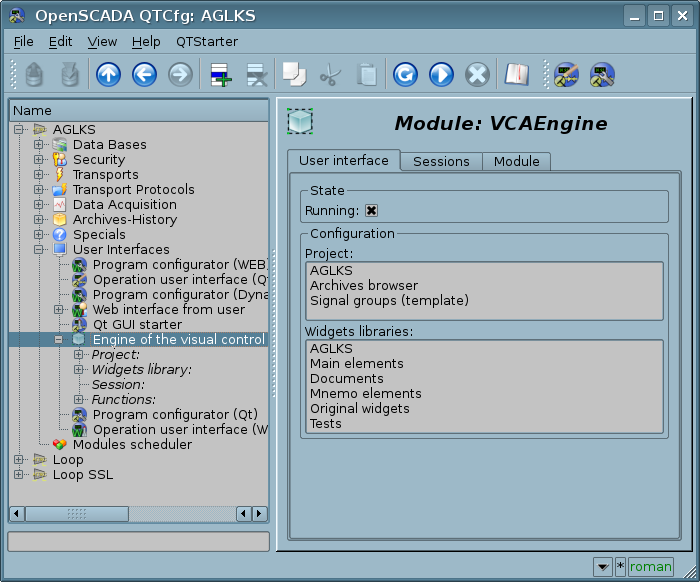 OpenSCADA QTCfg: AGLKS
File Edit View Help QTStarter
Name
AGLKS
Data Bases
Security
Transports
Transport Protocols
Data Acquisition
Archives-History
Specials
User Interfaces
Program configurator (WEB
Operation user interface (Q
Program configurator (Dyna
Web interface from user
Qt GUI starter
Engine of the visual control
Project:
Widgets library:
Session:
Functions:
Program configurator (Qt)
Operation user interface (W
Modules scheduler
Loop
Loop SSL
Module: VCAEngine
User interface Sessions Module
State
Running:
Configuration
Project:
AGLKS
Archives browser
Signal groups (template)
Widgets libraries:
AGLKS
Main elements
Documents
Mnemo elements
Original widgets
Tests
* roman